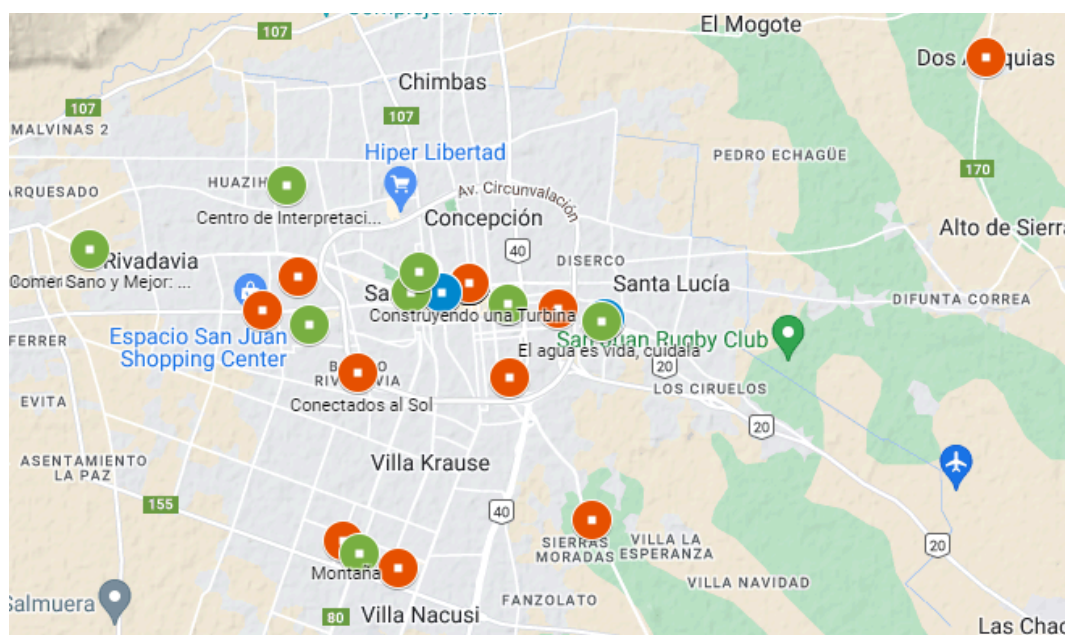 107
El Mogote
Dos
quias
Chimbas
107
107
MALVINAS 2
Hiper Libertad
PEDRO ECHAGÜE
170
ARQUESADO
HUAZIH
Av. Circunvalación
Centro de Interpretaci...
Concepción
Alto de Sierra
40
Rivadavia
DISERCO
Comer Sano y Mejor: ...
Santa Lucía
Sa
DIFUNTA CORREA
Construyendo una Turbina
FERRER
Espacio San Juan
Shopping Center
San Juan Rugby Club
El agua es vida, cuidala
20
RIVADAVIA
LOS CIRUELOS
EVITA
Conectados al Sol
20
ASENTAMIENTO
LA PAZ
Villa Krause
155
40
SIERRAS
MORADAS
VILLA LA
ESPERANZA
20
Montaña
VILLA NAVIDAD
Salmuera
FANZOLATO
80
Villa Nacusi
Las Chac